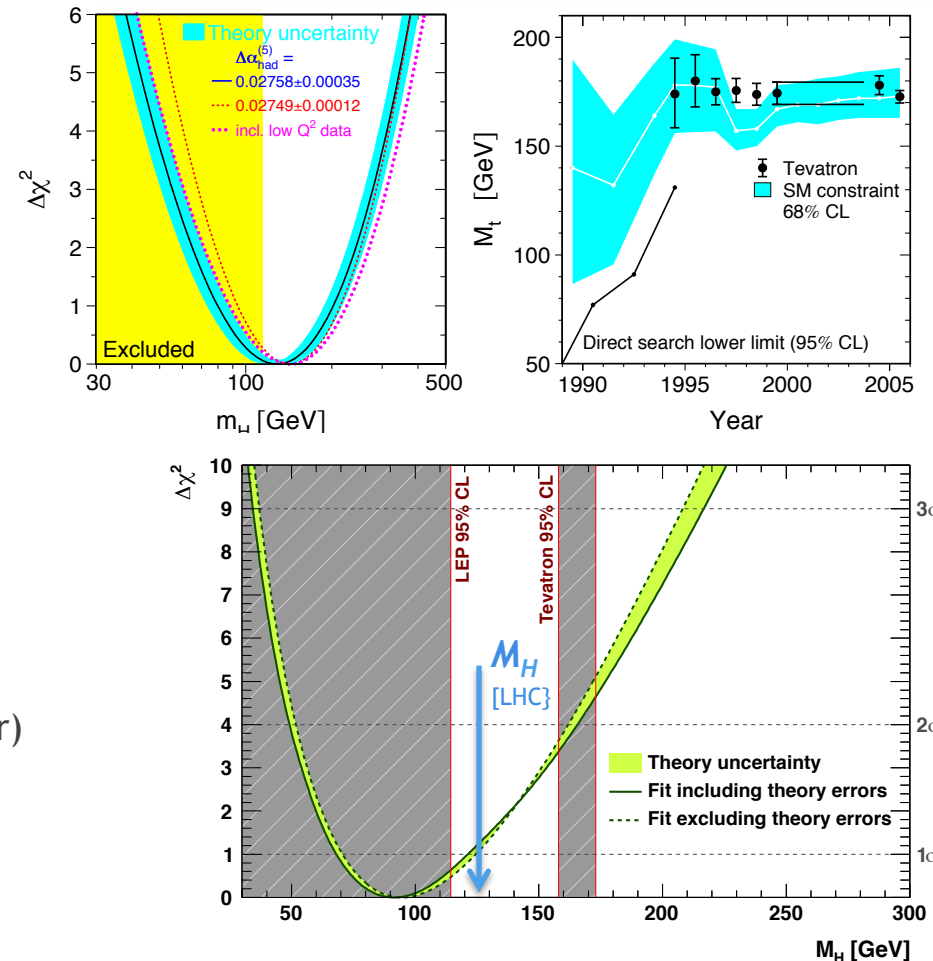 6
5
4
3
2
1
0
Δχ²
Theory uncertainty
Δα(5)had =
0.02758±0.00035
0.02749±0.00012
incl. low Q² data
Excluded
30
100
500
mH [GeV]
200
150
100
50
Mt [GeV]
Tevatron
SM constraint
68% CL
Direct search lower limit (95% CL)
1990
1995
2000
2005
Year
r)
10
9
8
7
6
5
4
3
2
1
0
Δχ²
LEP 95% CL
Tevatron 95% CL
MH
[LHC}
3σ
2σ
1σ
Theory uncertainty
Fit including theory errors
Fit excluding theory errors
50
100
150
200
250
300
MH [GeV]